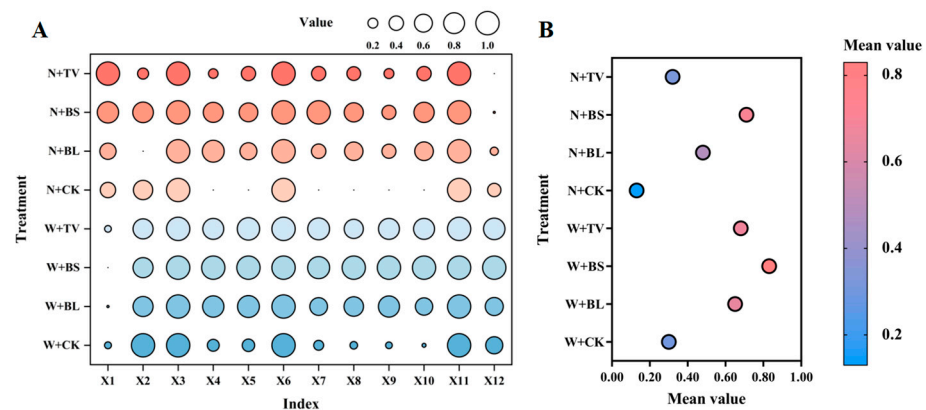 A
Value
0.2 0.4 0.6 0.8 1.0
Treatment
N+TV
N+BS
N+BL
N+CK
W+TV
W+BS
W+BL
W+CK
X1 X2 X3 X4 X5 X6 X7 X8 X9 X10 X11 X12
Index
B
Treatment
N+TV
N+BS
N+BL
N+CK
W+TV
W+BS
W+BL
W+CK
0.00 0.20 0.40 0.60 0.80 1.00
Mean value
Mean value
0.8
0.6
0.4
0.2